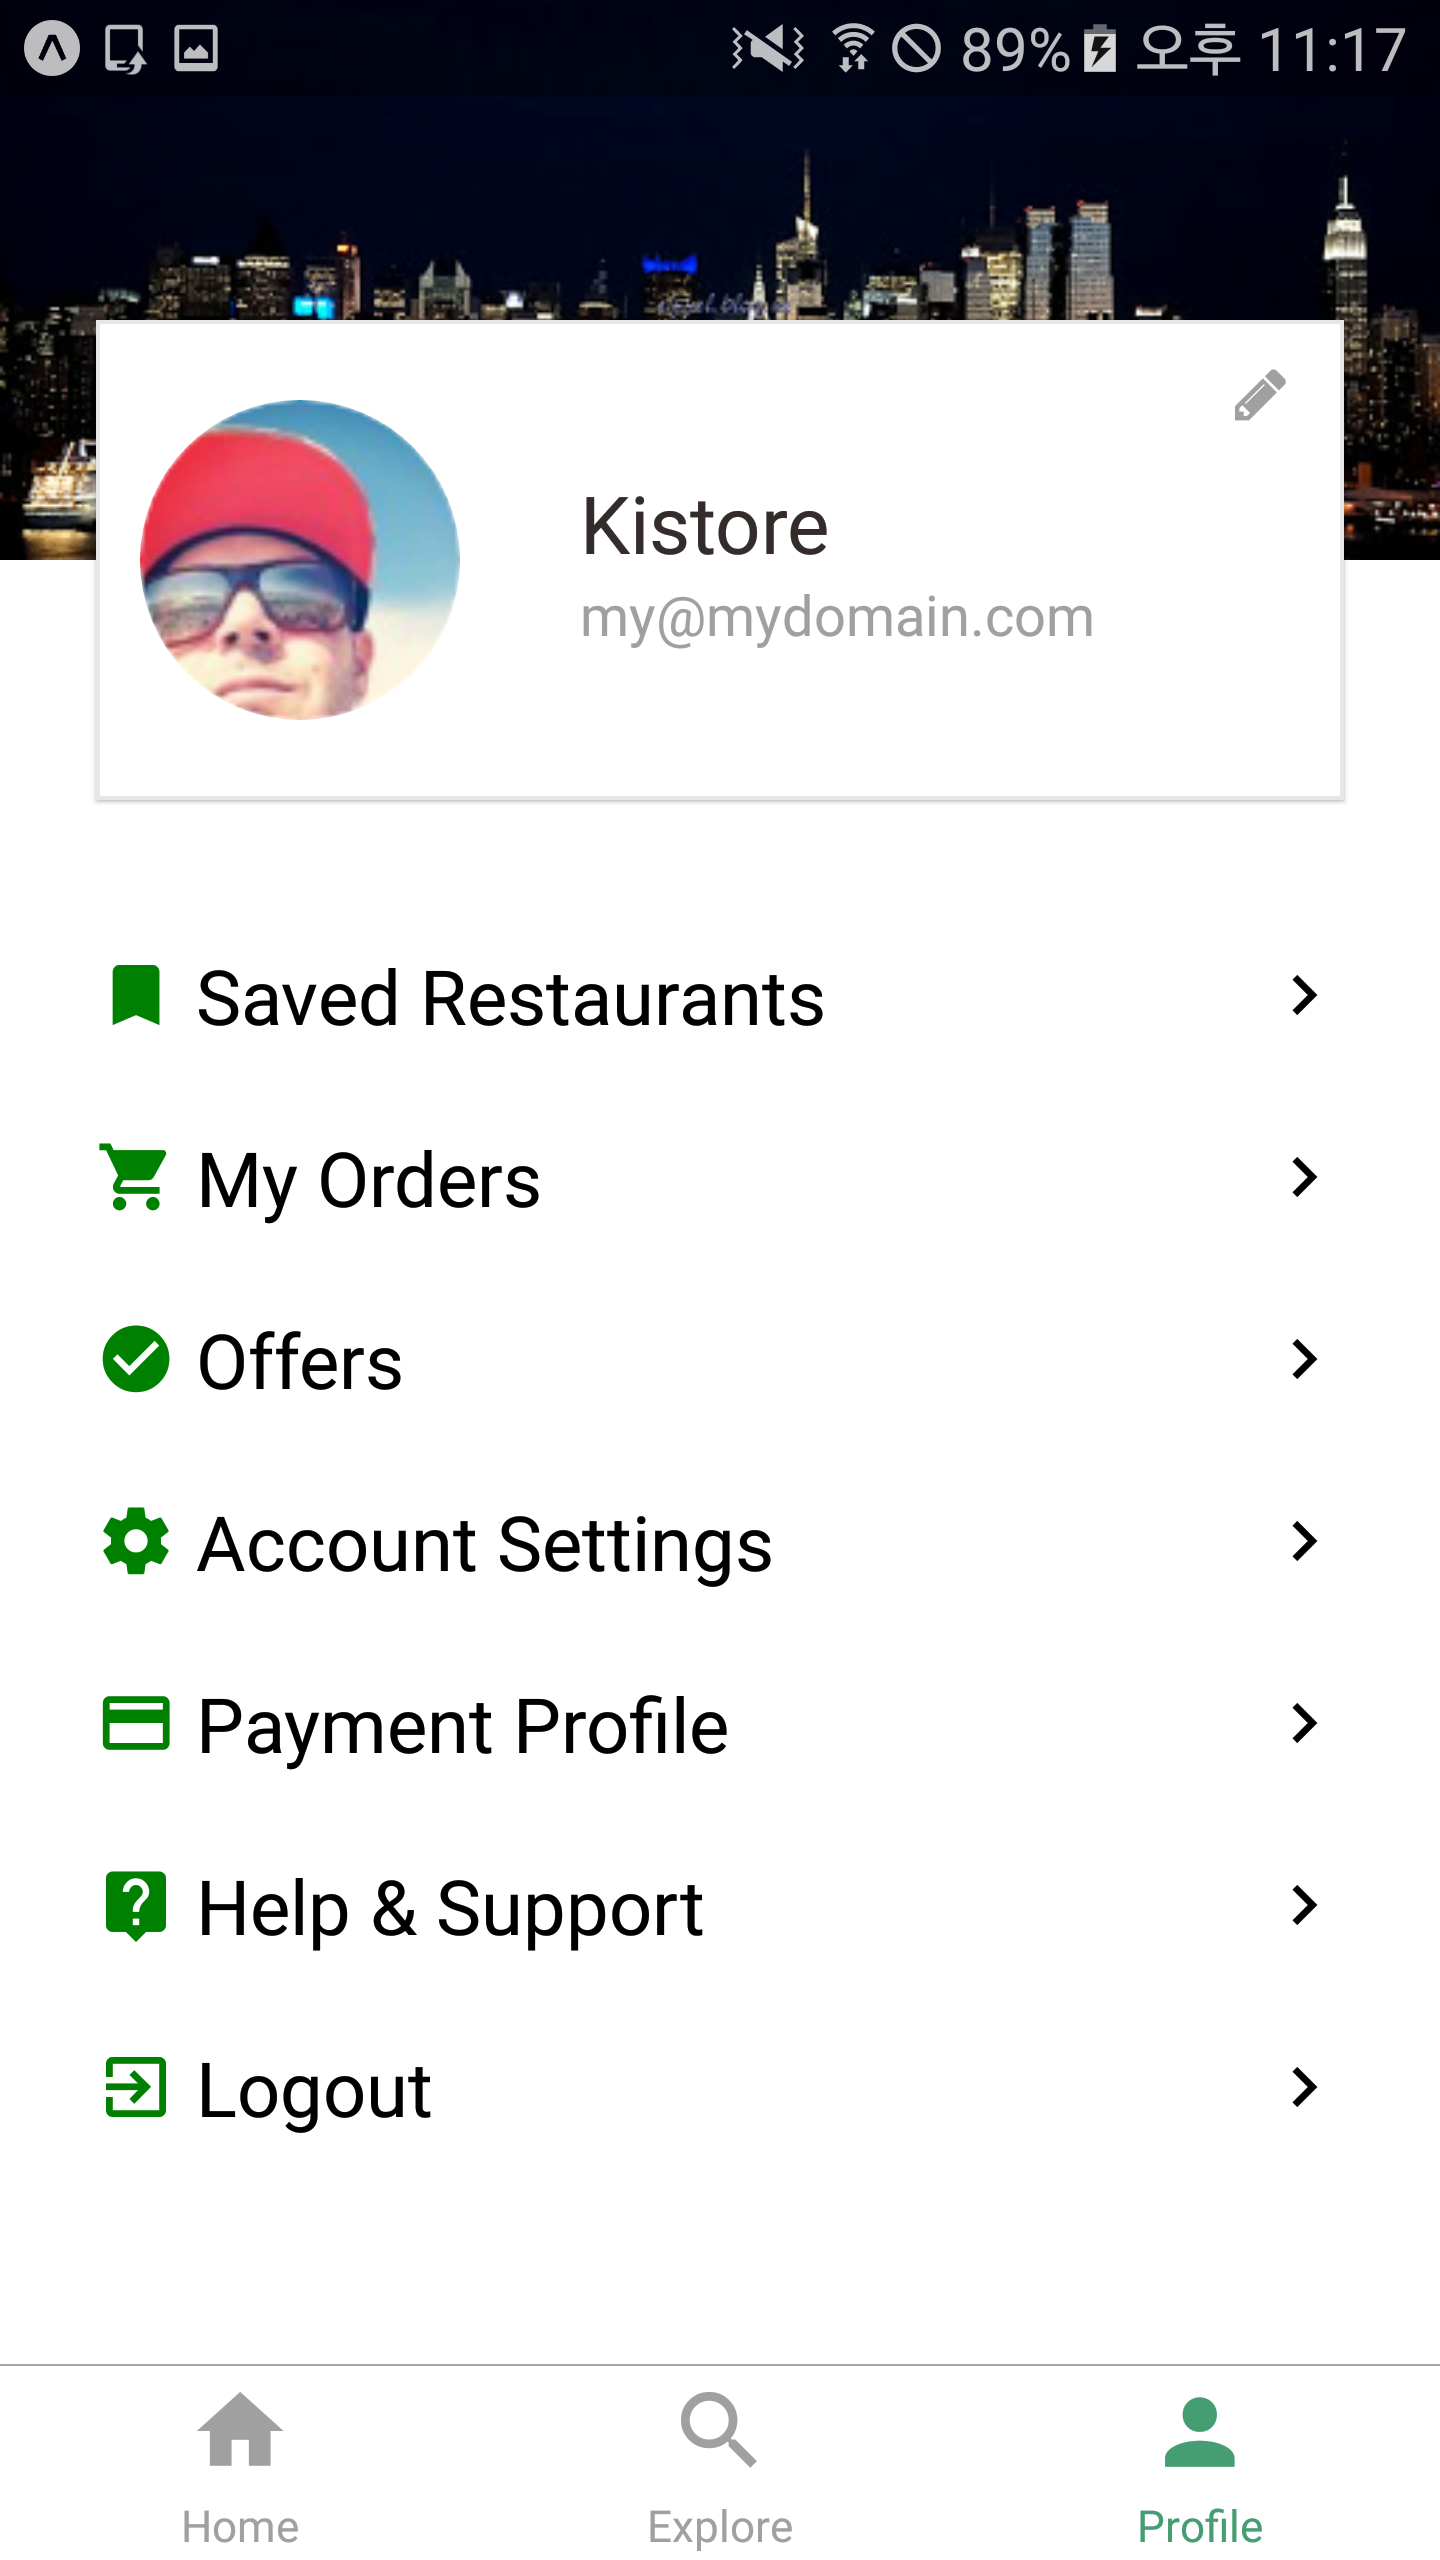 89% 오후 11:17
Kistore
my@mydomain.com
Saved Restaurants
My Orders
Offers
Account Settings
Payment Profile
Help & Support
Logout
Home Explore Profile